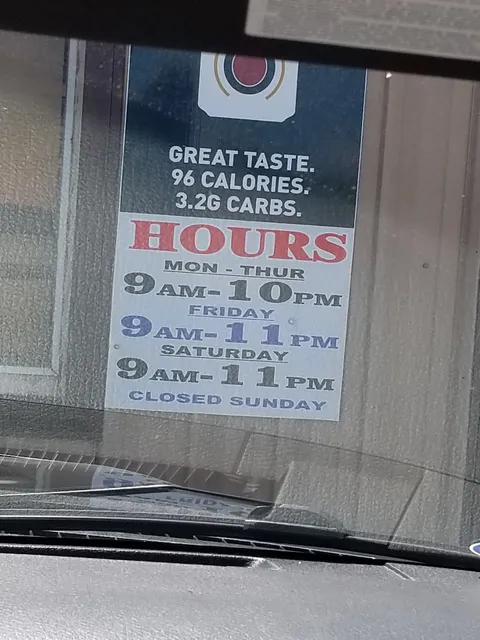 GREAT TASTE.
96 CALORIES.
3.2G CARBS.
HOURS
MON - THUR
9AM-10PM
FRIDAY
9AM-11PM
SATURDAY
9AM-11PM
CLOSED SUNDAY